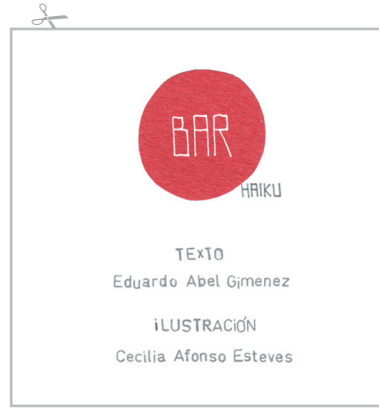 BAR
HAIKU
TExTO
Eduardo Abel Gimenez
iLUSTRACiÓN
Cecilia Afonso Esteves